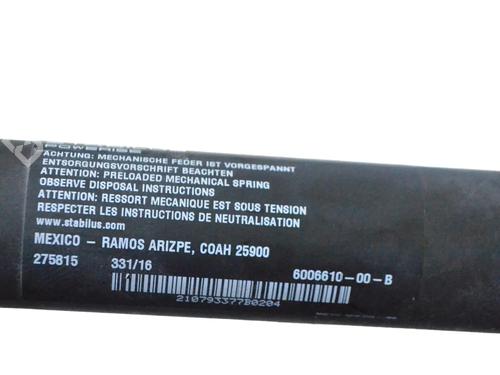 POWERISE
ACHTUNG: MECHANISCHE FEDER IST VORGESPANNT
ENTSORGUNGSVORSCHRIFT BEACHTEN
ATTENTION: PRELOADED MECHANICAL SPRING
OBSERVE DISPOSAL INSTRUCTIONS
ATTENTION: RESSORT MECANIQUE EST SOUS TENSION
RESPECTER LES INSTRUCTIONS DE NEUTRALISATION
www.stabilus.com
MEXICO – RAMOS ARIZPE, COAH 25900
275815 331/16 6006610-00-B
210793377B0204